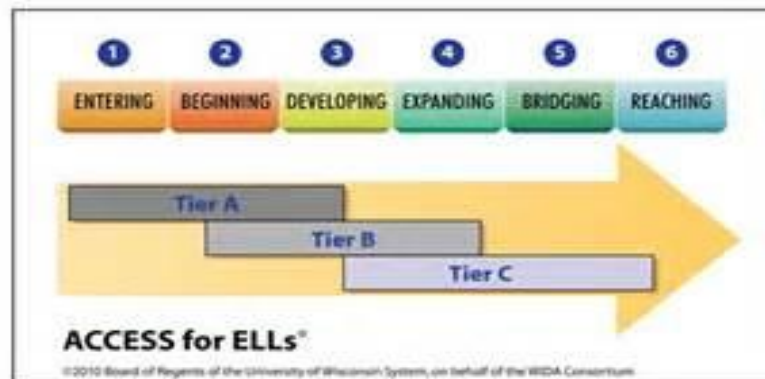 1 2 3 4 5 6
ENTERING BEGINNING DEVELOPING EXPANDING BRIDGING REACHING
Tier A
Tier B
Tier C
ACCESS for ELLs®
©2010 Board of Regents of the University of Wisconsin System, on behalf of the WIDA Consortium